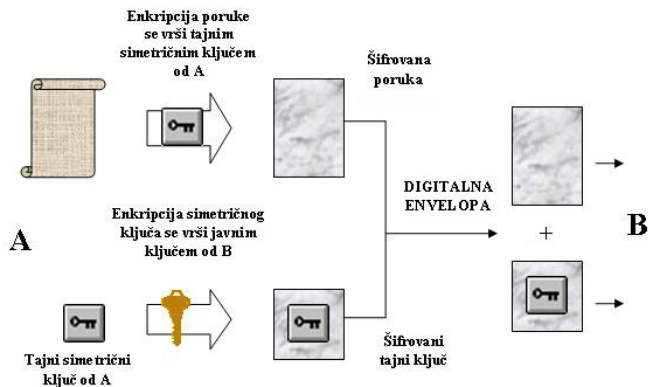 Enkripcija poruke
se vrši tajnim
simetričnim ključem
od A
Šifrovana
poruka
DIGITALNA
ENVELOPA
A
Enkripcija simetričnog
ključa se vrši javnim
ključem od B
+
B
Tajni simetrični
ključ od A
Šifrovani
tajni ključ